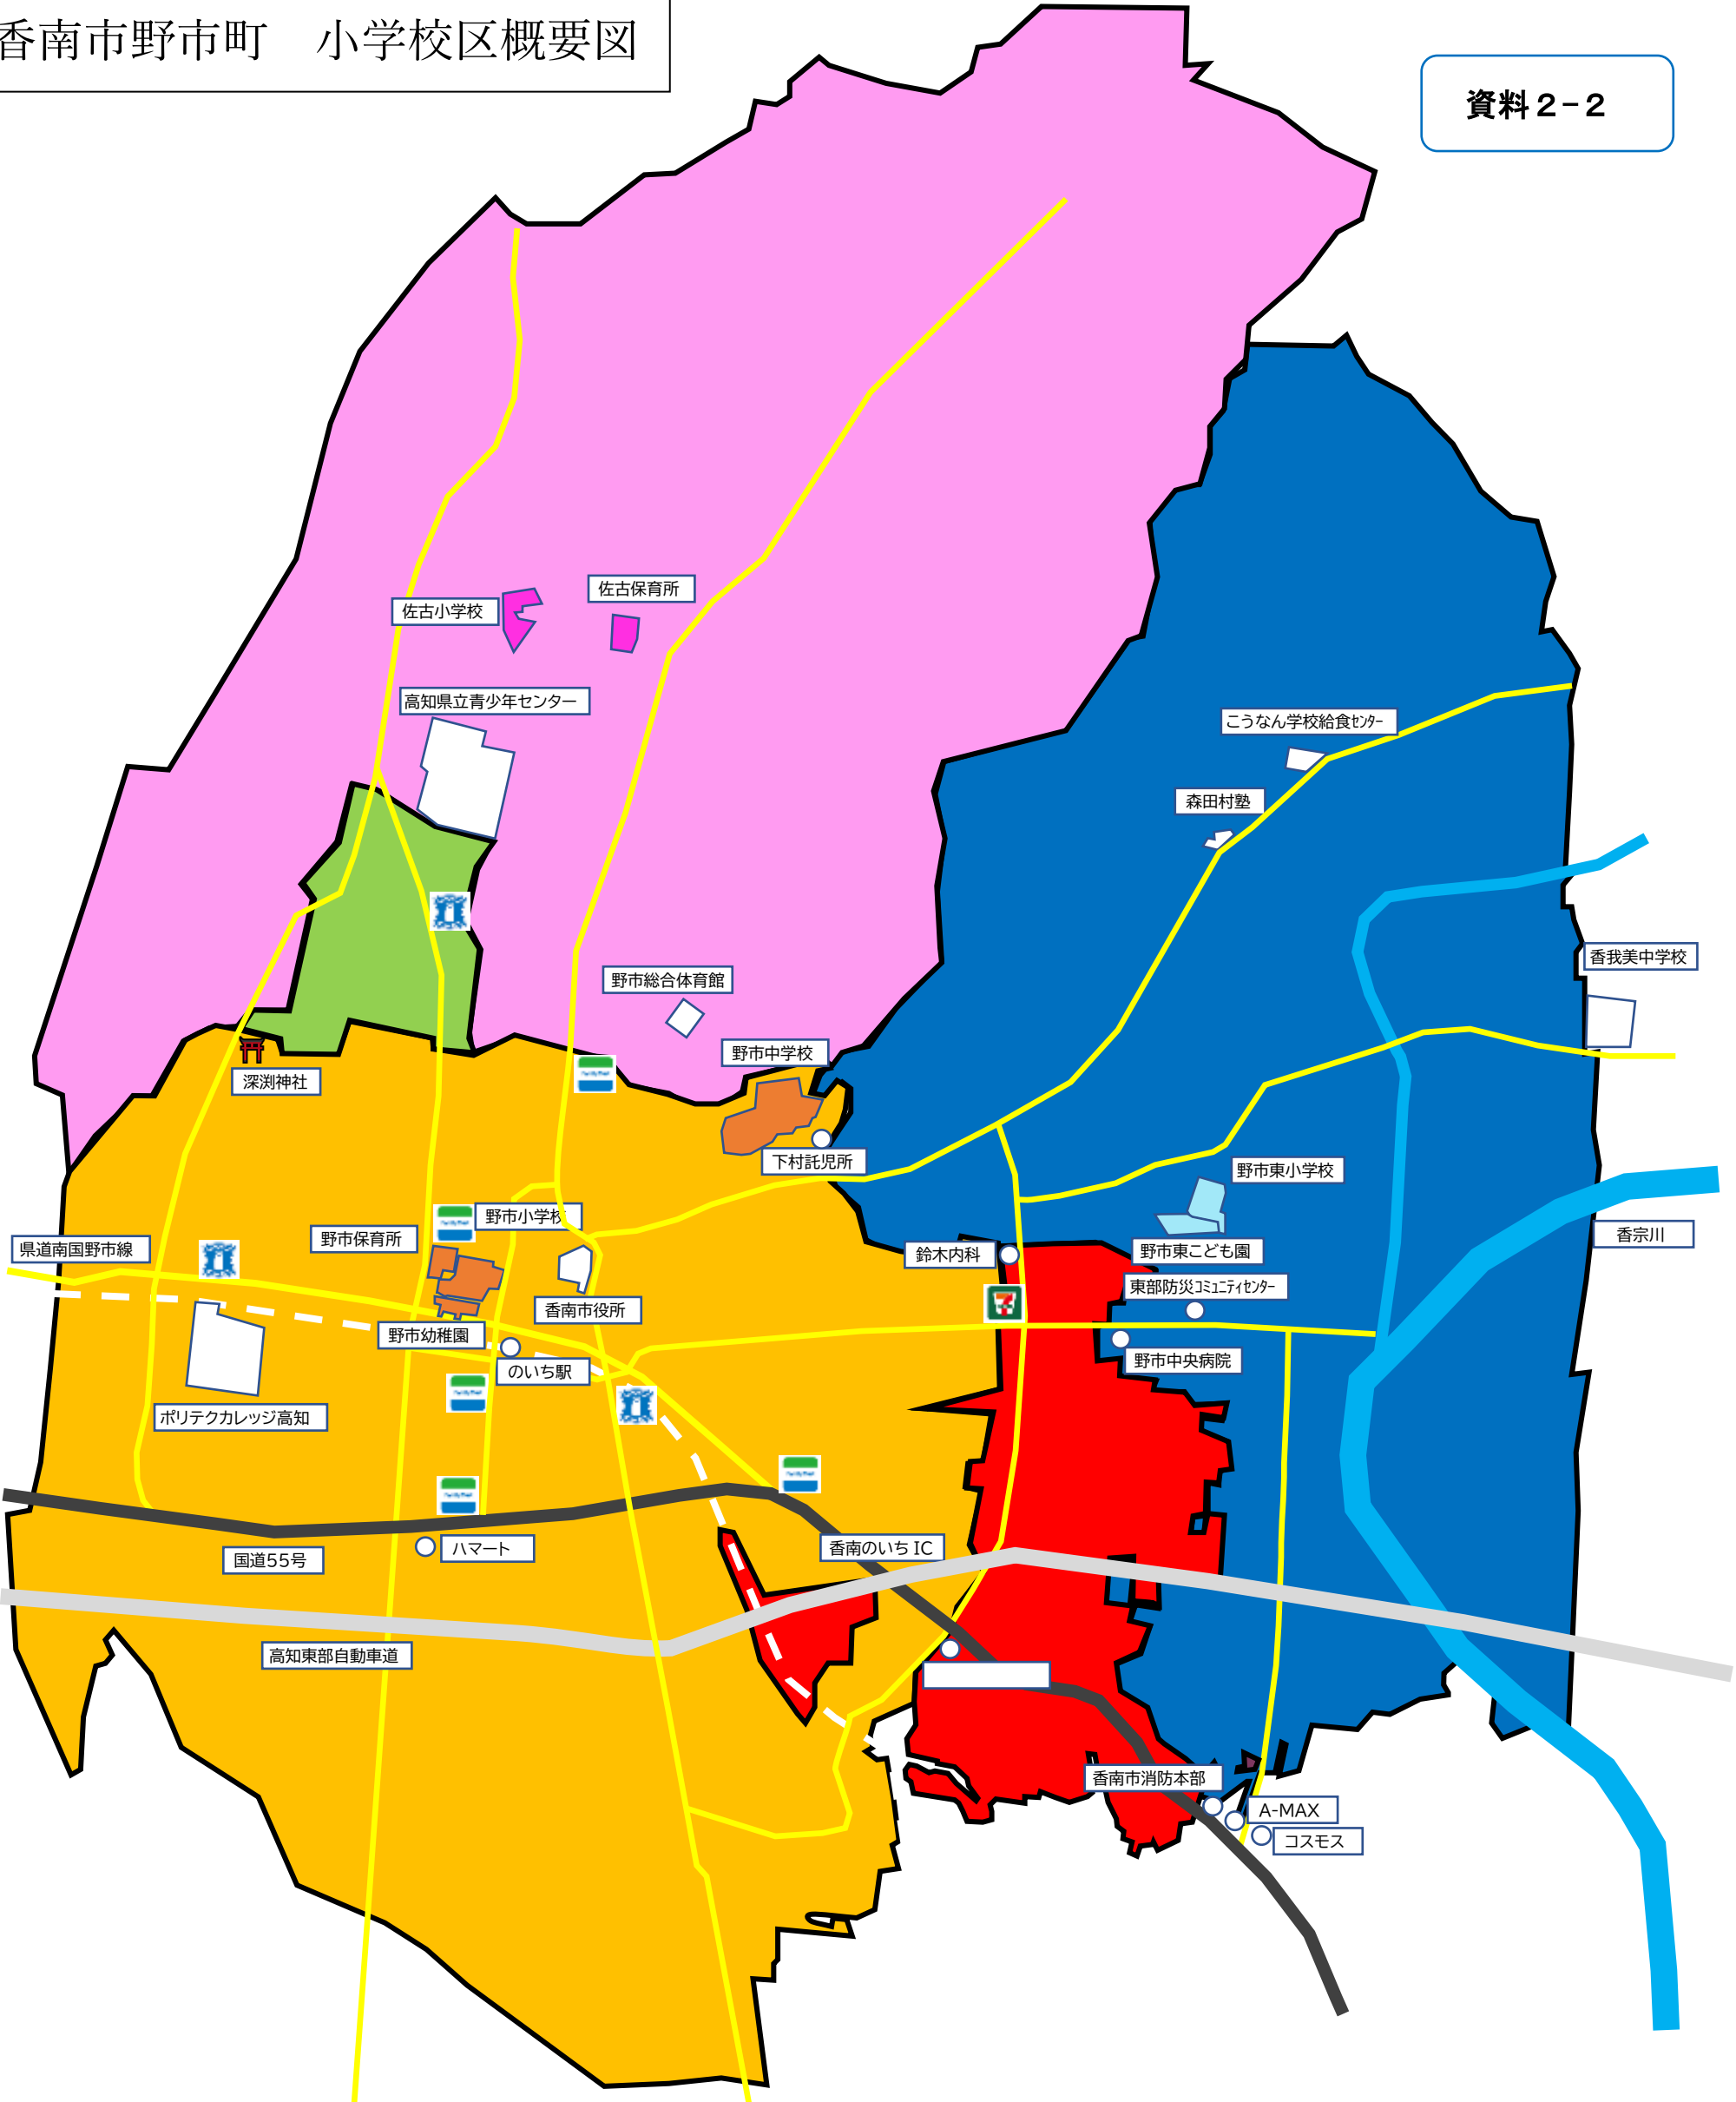 香南市野市町　小学校区概要図
資料２－２
佐古小学校
佐古保育所
高知県立青少年センター
こうなん学校給食ｾﾝﾀｰ
森田村塾
香我美中学校
野市総合体育館
野市中学校
深渕神社
下村託児所
野市東小学校
野市小学校
野市保育所
県道南国野市線
香宗川
鈴木内科
野市東こども園
東部防災ｺﾐｭﾆﾃｨｾﾝﾀｰ
香南市役所
野市幼稚園
のいち駅
野市中央病院
ポリテクカレッジ高知
国道５５号
ハマート
香南のいち IC
高知東部自動車道
香南市消防本部
A-MAX
コスモス